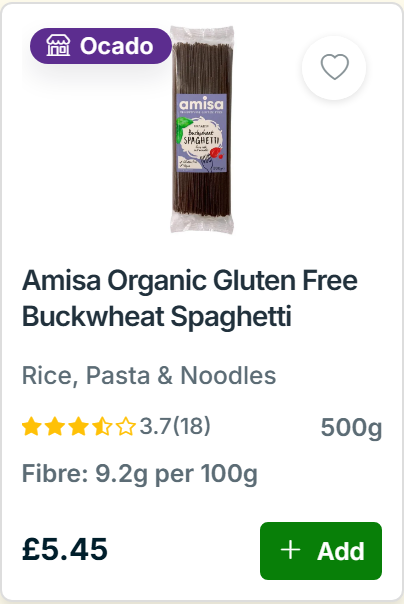 Ocado
amisa
Buckwheat
SPAGHETTI
Amisa Organic Gluten Free
Buckwheat Spaghetti
Rice, Pasta & Noodles
3.7(18)
500g
Fibre: 9.2g per 100g
£5.45
+ Add